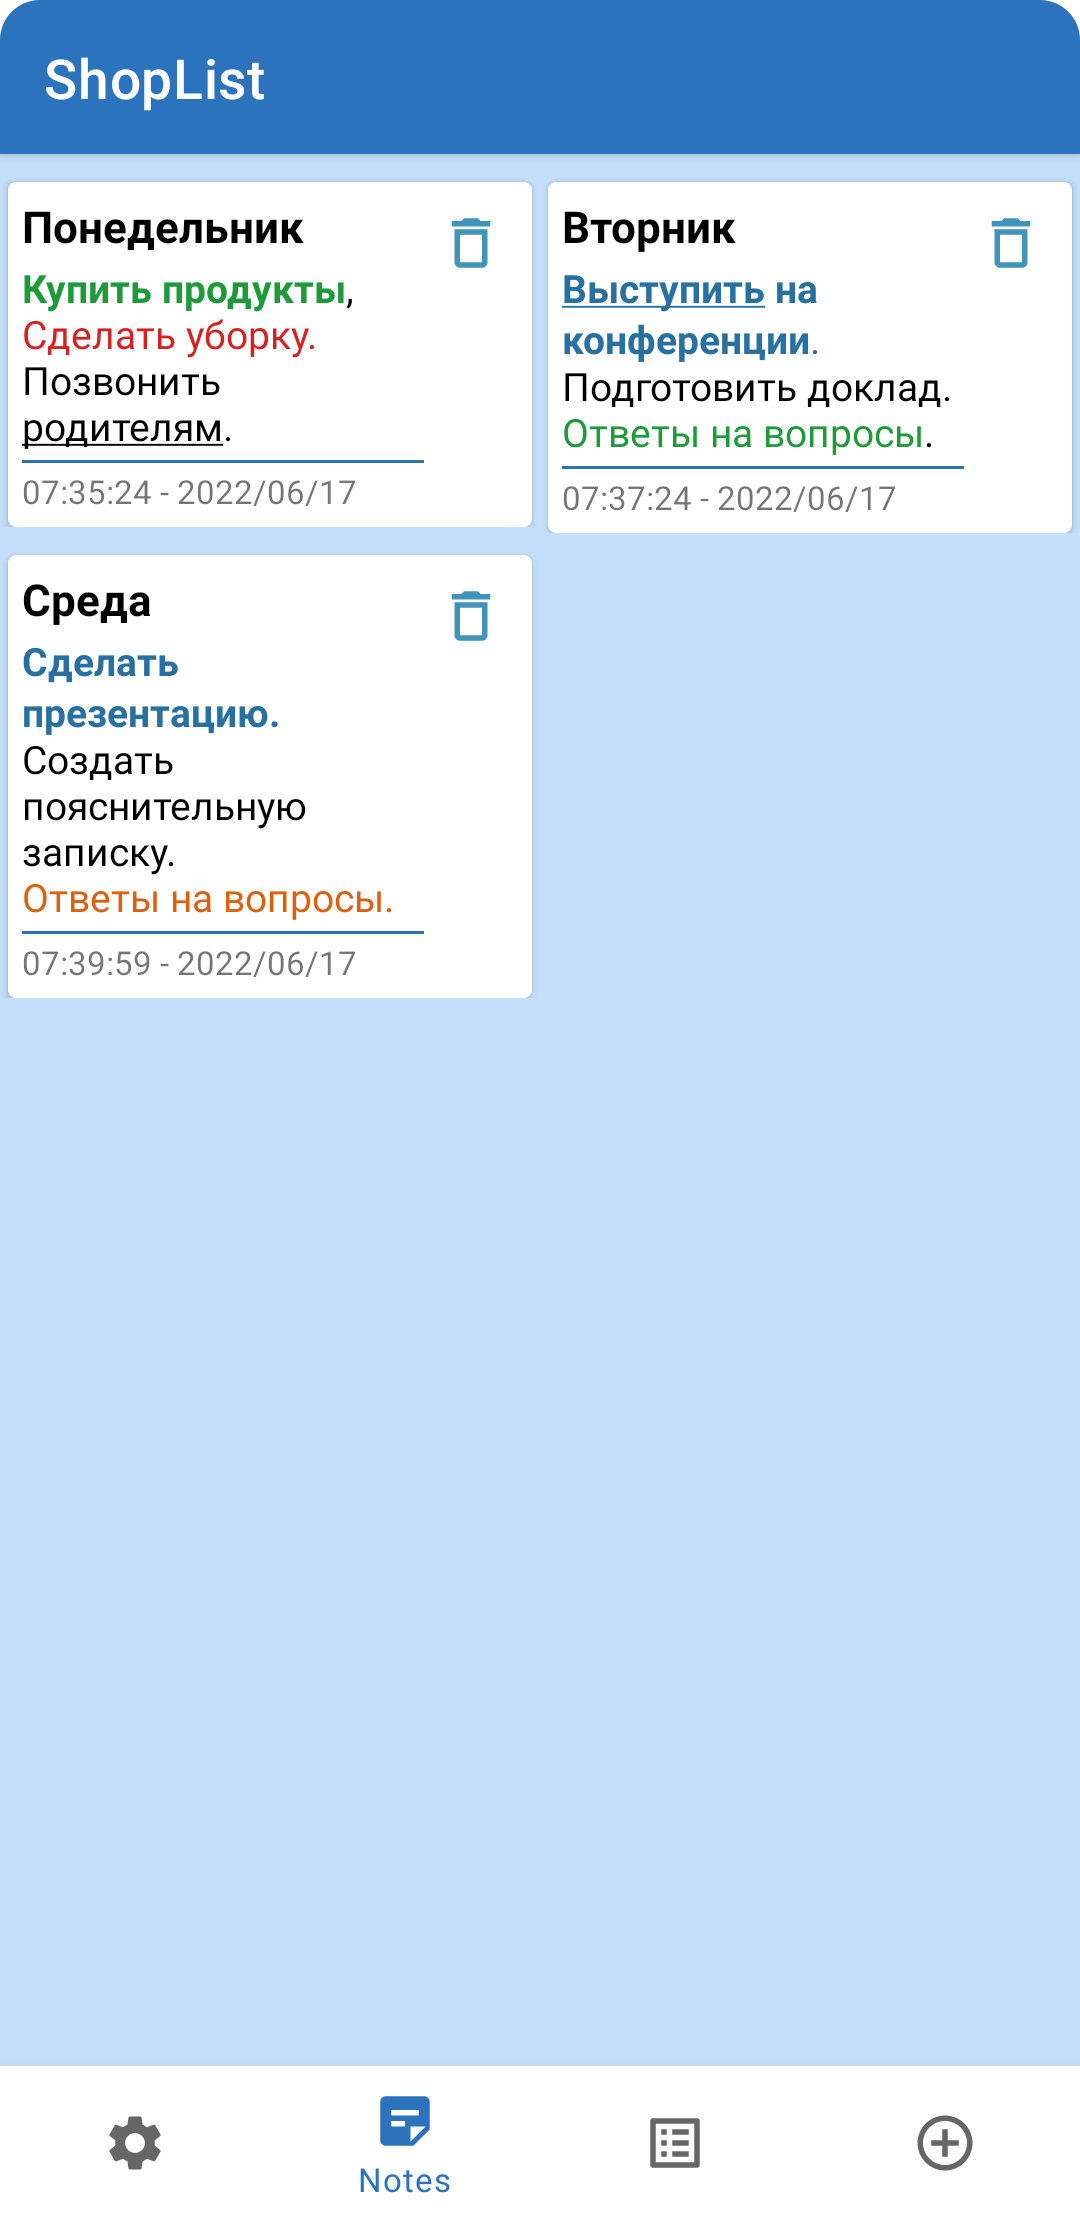 ShopList
Понедельник
Купить продукты,
Сделать уборку.
Позвонить
родителям.
07:35:24 - 2022/06/17
Вторник
Выступить на
конференции.
Подготовить доклад.
Ответы на вопросы.
07:37:24 - 2022/06/17
Среда
Сделать
презентацию.
Создать
пояснительную
записку.
Ответы на вопросы.
07:39:59 - 2022/06/17
Notes